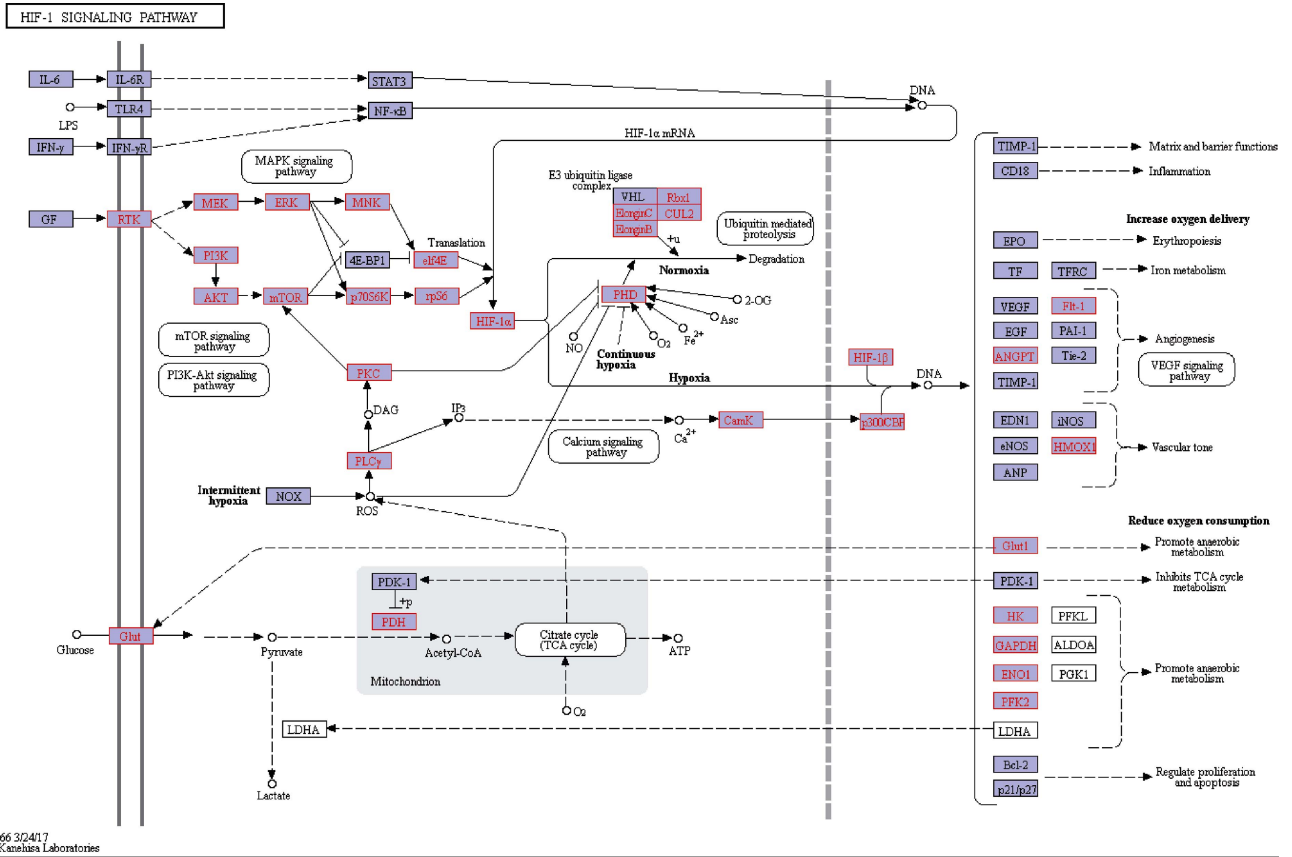 HIF-1 SIGNALING PATHWAY
IL-6
IL-6R
STAT3
DNA
LPS
TLR4
NF-κB
IFN-γ
IFN-γR
HIF-1α mRNA
MAPK signaling
pathway
E3 ubiquitin ligase
complex
VHL
Rbx1
ElonginC
CUL2
ElonginB
+u
Ubiquitin mediated
proteolysis
GF
RTK
MEK
ERK
MNK
PI3K
4E-BP1
Translation
eIf4E
Normoxia
Degradation
AKT
mTOR
p70S6K
rpS6
HIF-1α
PHD
2-OG
Asc
Fe2+
O2
NO
Continuous
hypoxia
mTOR signaling
pathway
PI3K-Akt signaling
pathway
PKC
Hypoxia
HIF-1β
DNA
DAG
IP3
Ca2+
CamK
p300/CBP
Calcium signaling
pathway
PLCγ
Intermittent
hypoxia
NOX
ROS
TIMP-1
Matrix and barrier functions
CD18
Inflammation
Increase oxygen delivery
EPO
Erythropoiesis
TF
TFRC
Iron metabolism
VEGF
Flt-1
EGF
PAI-1
Angiogenesis
ANGPT
Tie-2
VEGF signaling
pathway
TIMP-1
EDN1
iNOS
eNOS
HMOX1
Vascular tone
ANP
Reduce oxygen consumption
Glut1
Promote anaerobic
metabolism
PDK-1
PDK-1
Inhibits TCA cycle
metabolism
+p
PDH
HK
PFKL
Glucose
Glut
Pyruvate
Acetyl-CoA
Citrate cycle
(TCA cycle)
ATP
GAPDH
ALDOA
Mitochondrion
ENO1
PGK1
Promote anaerobic
metabolism
PFK2
O2
LDHA
LDHA
Bcl-2
Regulate proliferation
and apoptosis
p21/p27
Lactate
66 3/24/17
Kanehisa Laboratories